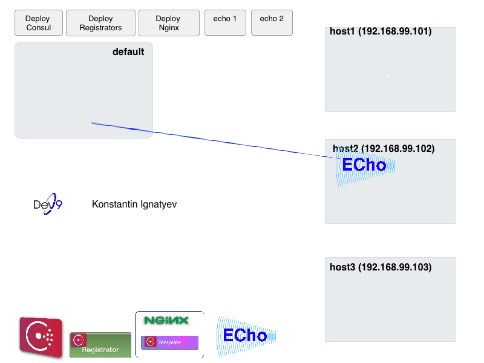 Deploy
Consul
Deploy
Registrators
Deploy
Nginx
echo 1
echo 2
default
host1 (192.168.99.101)
host2 (192.168.99.102)
ECho
Dev9
Konstantin Ignatyev
host3 (192.168.99.103)
Registrator
NGINX
Template
ECho